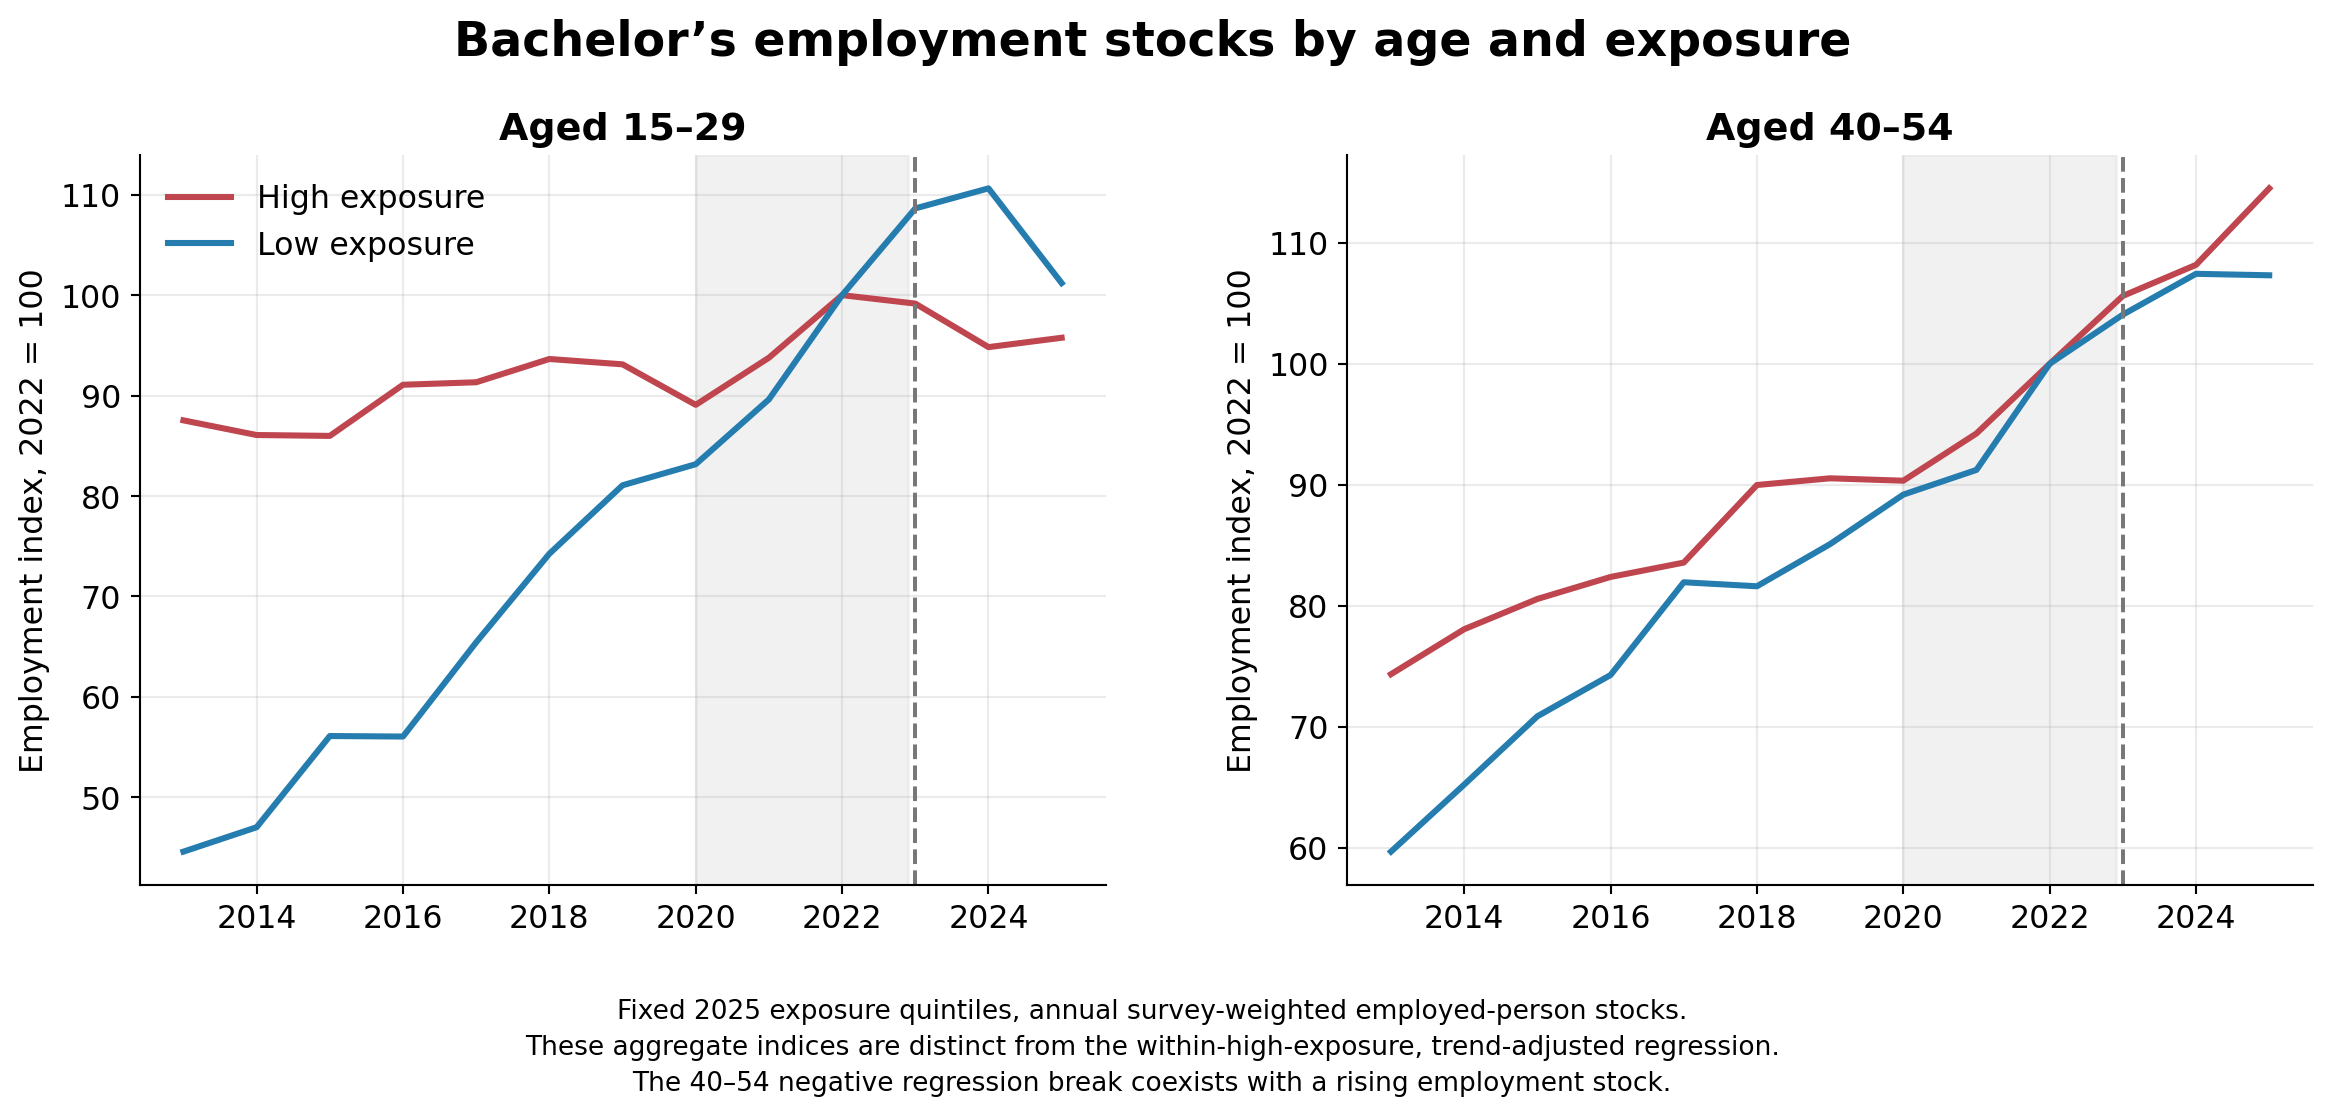 Bachelor’s employment stocks by age and exposure
Aged 15–29
Employment index, 2022 = 100
110
100
90
80
70
60
50
High exposure
Low exposure
2014 2016 2018 2020 2022 2024
Aged 40–54
Employment index, 2022 = 100
110
100
90
80
70
60
2014 2016 2018 2020 2022 2024
Fixed 2025 exposure quintiles, annual survey-weighted employed-person stocks.
These aggregate indices are distinct from the within-high-exposure, trend-adjusted regression.
The 40–54 negative regression break coexists with a rising employment stock.